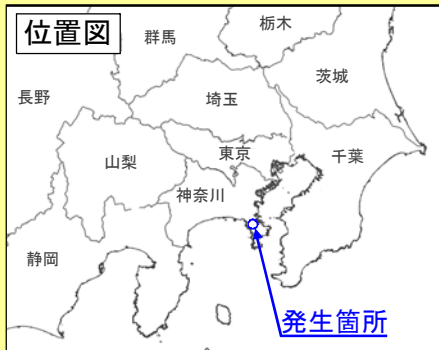 位置図
群馬
栃木
茨城
長野
埼玉
東京
千葉
山梨
神奈川
静岡
発生箇所